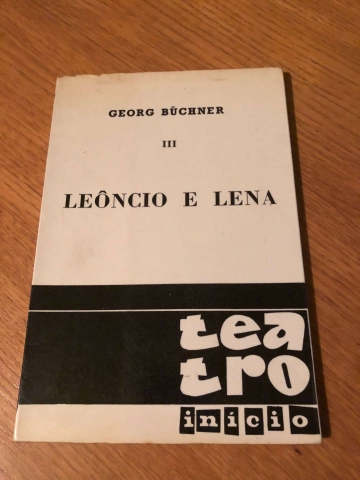 GEORG BÜCHNER
III
LEÔNCIO E LENA
tea
tro
início